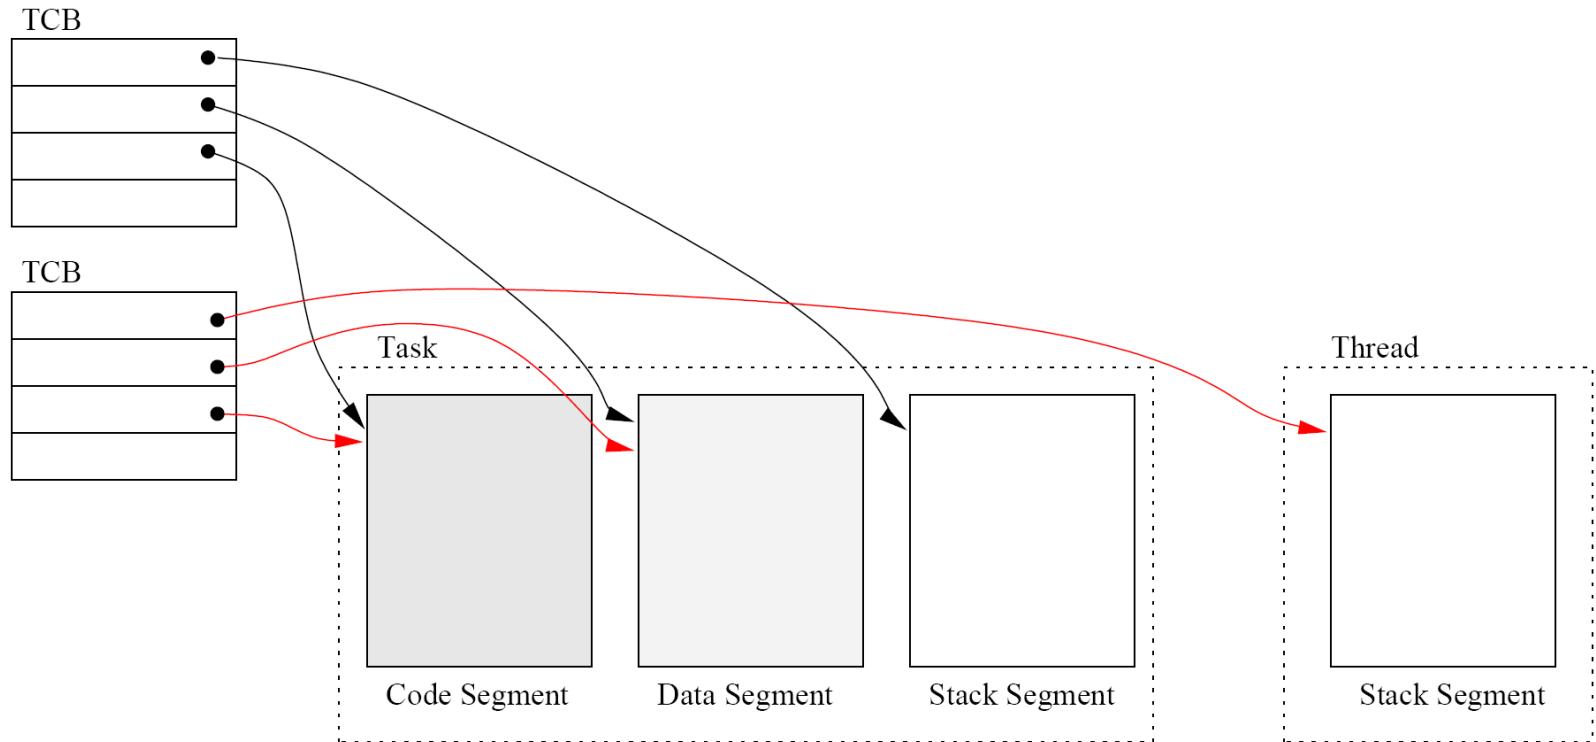 TCB
TCB
Task
Thread
Code Segment
Data Segment
Stack Segment
Stack Segment